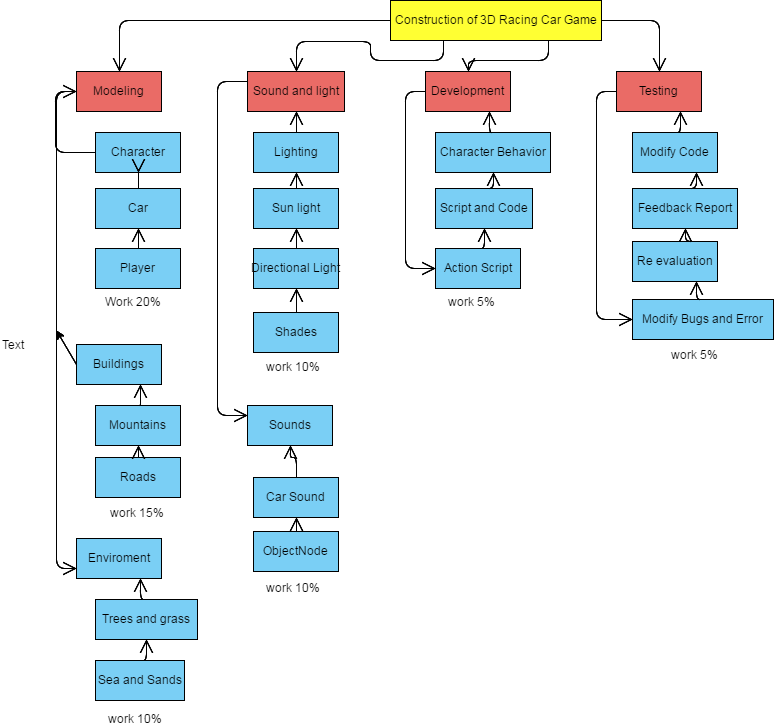 Construction of 3D Racing Car Game
Modeling
Sound and light
Development
Testing
Character
Car
Player
Work 20%
Text
Buildings
Mountains
Roads
work 15%
Enviroment
Trees and grass
Sea and Sands
work 10%
Lighting
Sun light
Directional Light
Shades
work 10%
Sounds
Car Sound
ObjectNode
work 10%
Character Behavior
Script and Code
Action Script
work 5%
Modify Code
Feedback Report
Re evaluation
Modify Bugs and Error
work 5%